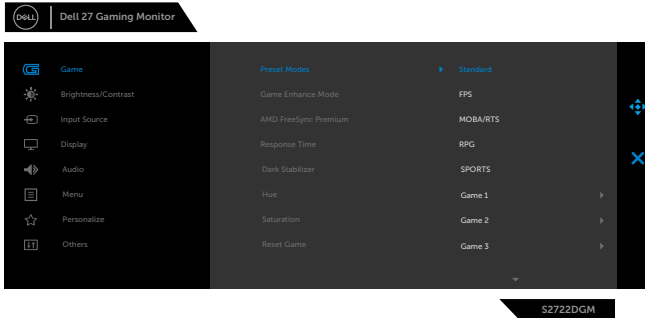 DELL
Dell 27 Gaming Monitor
Game
Brightness/Contrast
Input Source
Display
Audio
Menu
Personalize
Others
Preset Modes
Game Enhance Mode
AMD FreeSync Premium
Response Time
Dark Stabilizer
Hue
Saturation
Reset Game
Standard
FPS
MOBA/RTS
RPG
SPORTS
Game 1
Game 2
Game 3
S2722DGM